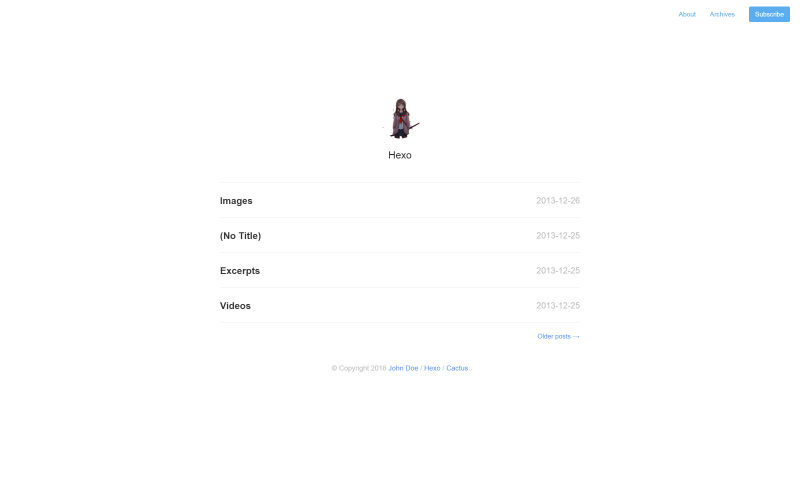 About Archives Subscribe
Hexo
Images 2013-12-26
(No Title) 2013-12-25
Excerpts 2013-12-25
Videos 2013-12-25
Older posts →
© Copyright 2018 John Doe / Hexo / Cactus